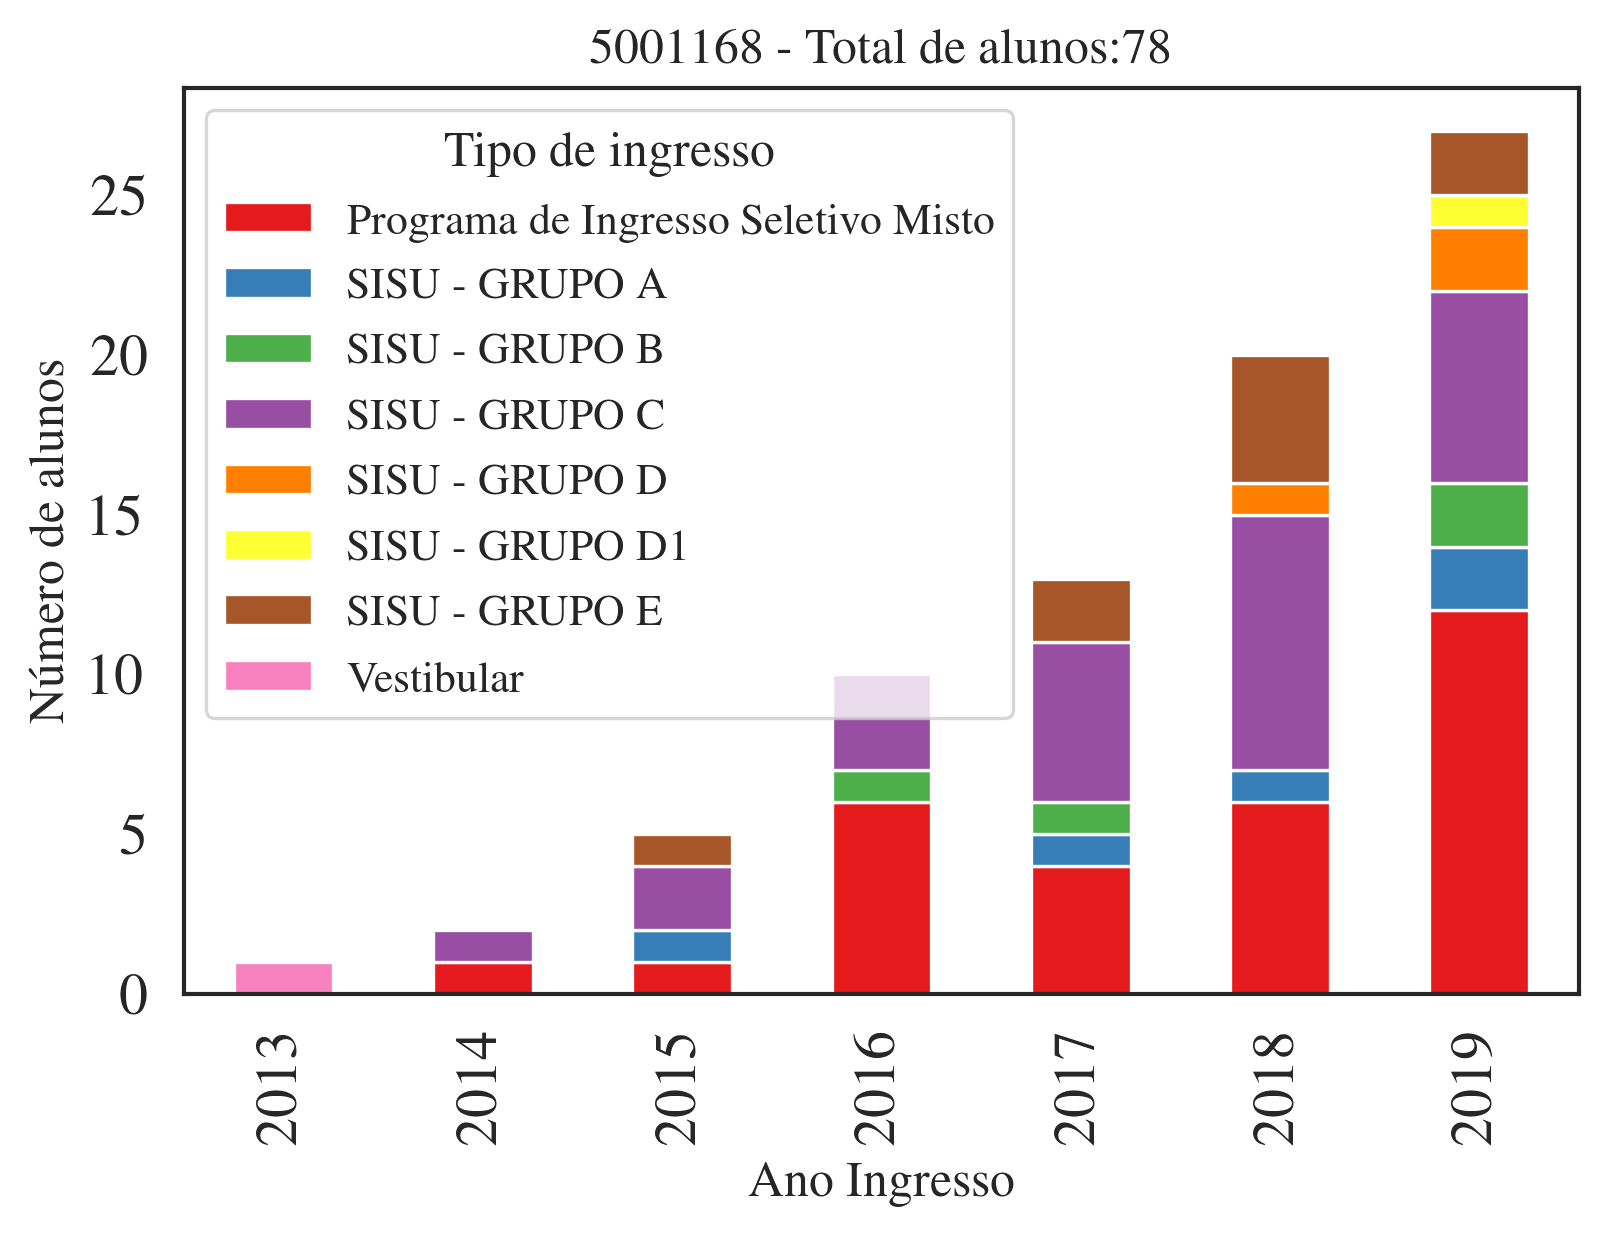 5001168 - Total de alunos:78
Tipo de ingresso
Programa de Ingresso Seletivo Misto
SISU - GRUPO A
SISU - GRUPO B
SISU - GRUPO C
SISU - GRUPO D
SISU - GRUPO D1
SISU - GRUPO E
Vestibular
Número de alunos
25
20
15
10
5
0
2013
2014
2015
2016
2017
2018
2019
Ano Ingresso